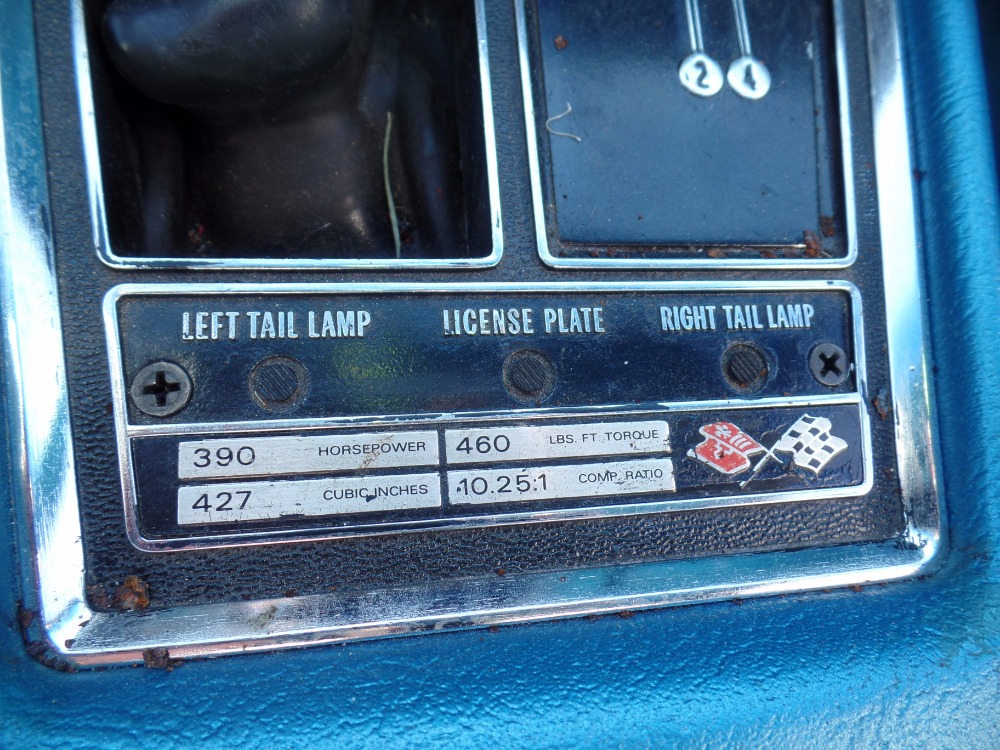 2 4
LEFT TAIL LAMP LICENSE PLATE RIGHT TAIL LAMP
390 HORSEPOWER 460 LBS. FT. TORQUE
427 CUBIC INCHES 10.25:1 COMP. RATIO